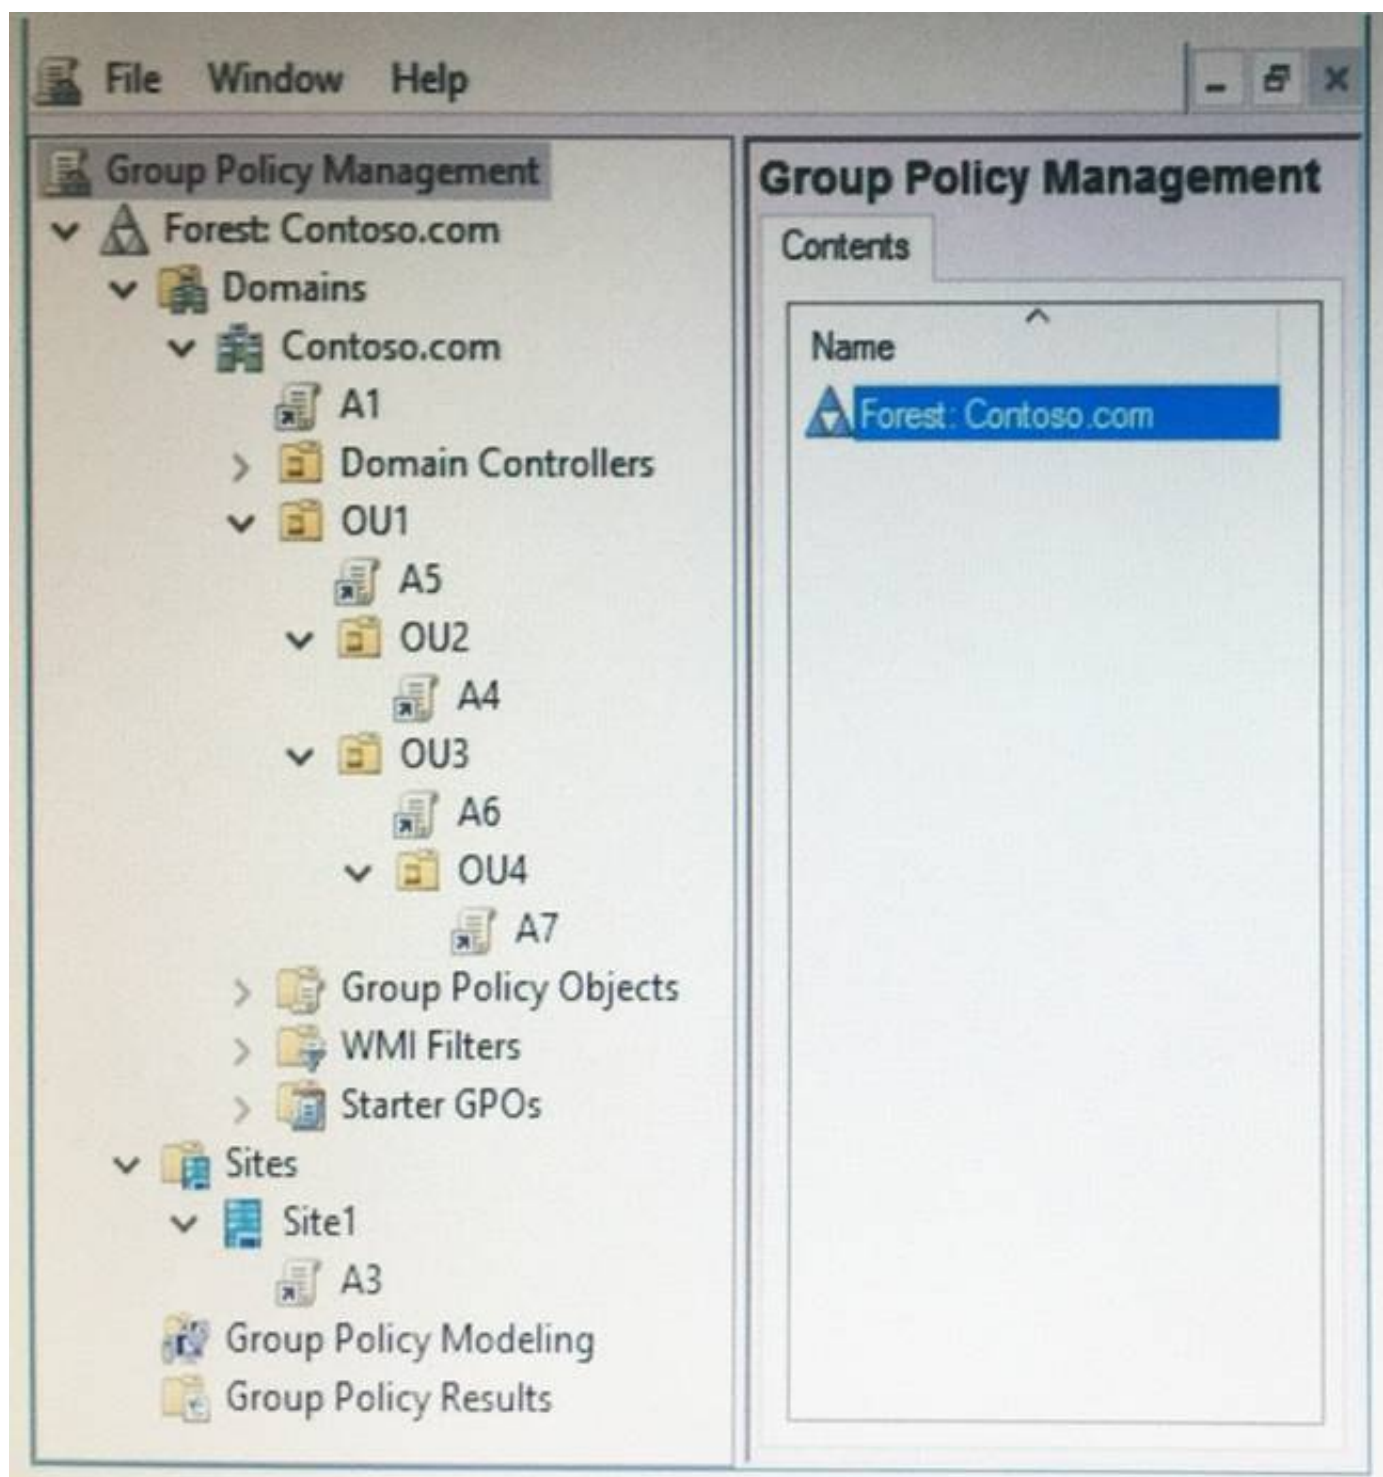 File Window Help
Group Policy Management
Forest: Contoso.com
Domains
Contoso.com
A1
Domain Controllers
OU1
A5
OU2
A4
OU3
A6
OU4
A7
Group Policy Objects
WMI Filters
Starter GPOs
Sites
Site1
A3
Group Policy Modeling
Group Policy Results
Group Policy Management
Contents
Name
Forest: Contoso.com